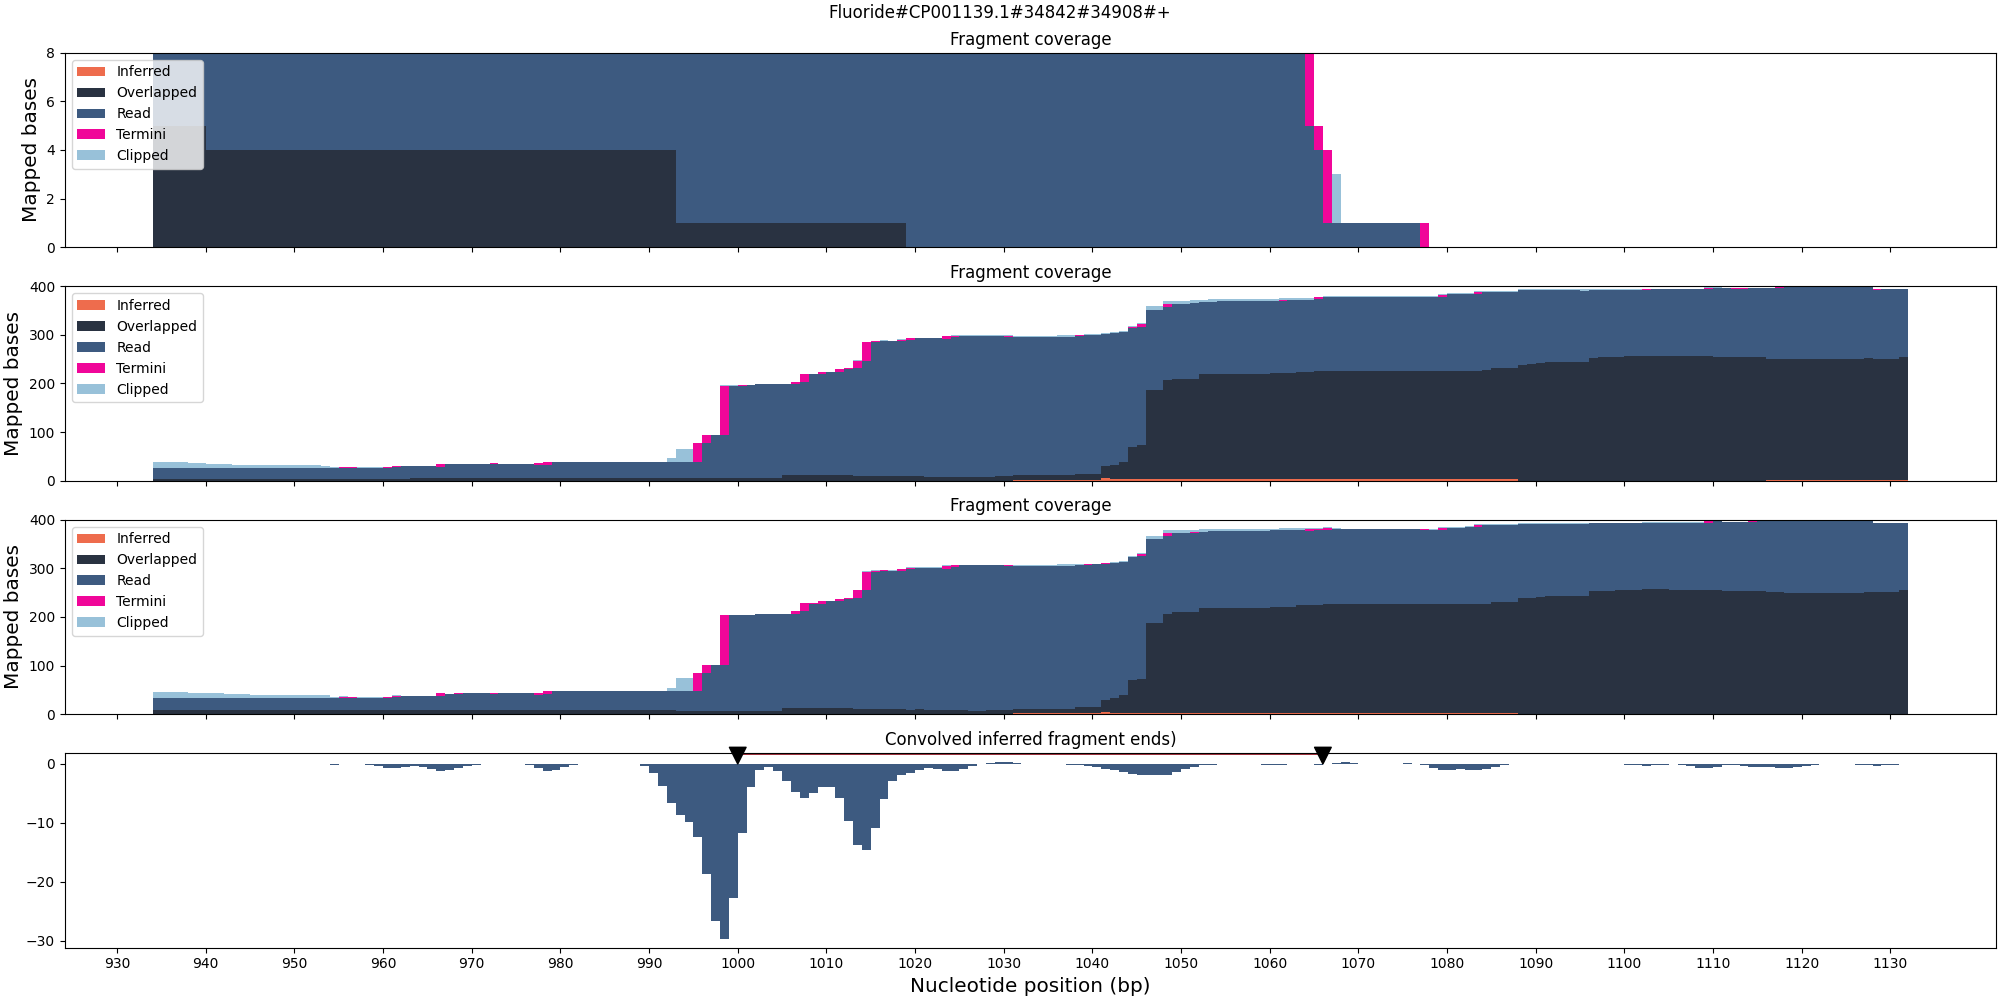 Fluoride#CP001139.1#34842#34908#+
Fragment coverage
Mapped bases
8
6
4
2
0
Inferred
Overlapped
Read
Termini
Clipped
Fragment coverage
Mapped bases
400
300
200
100
0
Inferred
Overlapped
Read
Termini
Clipped
Fragment coverage
Mapped bases
400
300
200
100
0
Inferred
Overlapped
Read
Termini
Clipped
Convolved inferred fragment ends)
0
−10
−20
−30
930 940 950 960 970 980 990 1000 1010 1020 1030 1040 1050 1060 1070 1080 1090 1100 1110 1120 1130
Nucleotide position (bp)